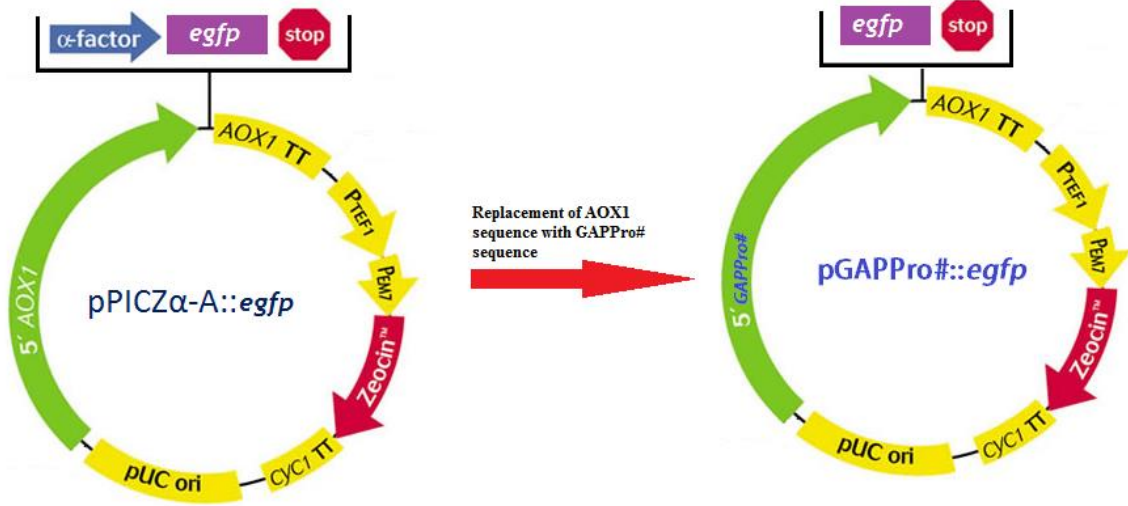 α-factor
egfp
stop
AOX1 TT
PTEF1
PEM7
Zeocin™
CYC1 TT
pUC ori
5´ AOX1
pPICZα-A::egfp
Replacement of AOX1
sequence with GAPPro#
sequence
egfp
stop
AOX1 TT
PTEF1
PEM7
Zeocin™
CYC1 TT
pUC ori
5´ GAPPro#
pGAPPro#::egfp